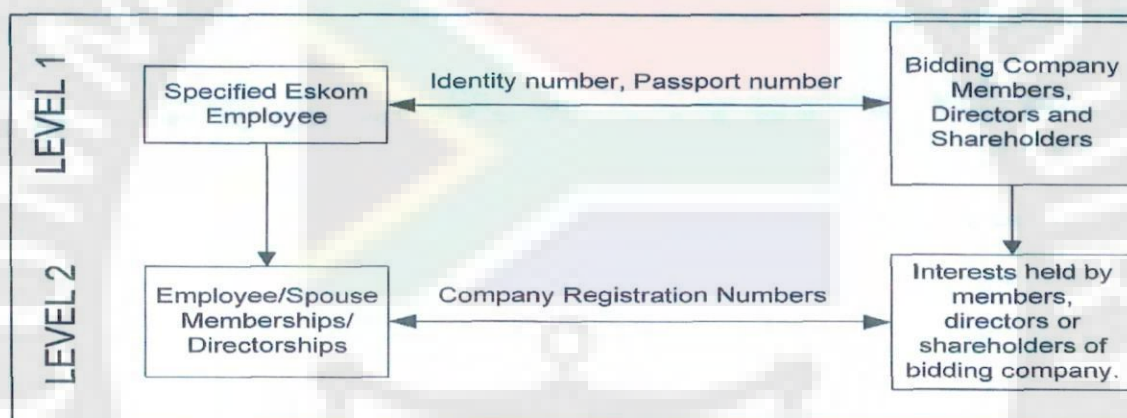 LEVEL 1
Specified Eskom
Employee
Identity number, Passport number
Bidding Company
Members,
Directors and
Shareholders
LEVEL 2
Employee/Spouse
Memberships/
Directorships
Company Registration Numbers
Interests held by
members,
directors or
shareholders of
bidding company.